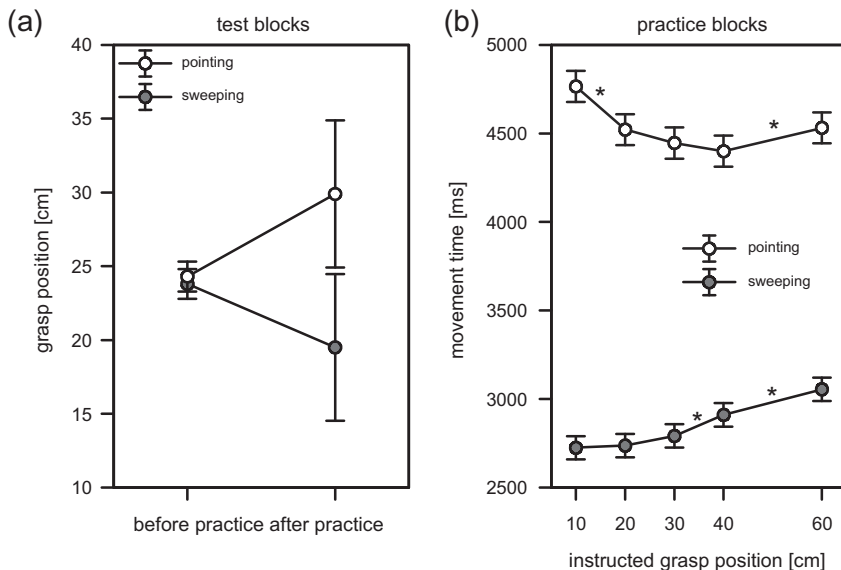 (a)
test blocks
40
35
30
25
20
15
10
grasp position [cm]
pointing
sweeping
before practice after practice
(b)
practice blocks
5000
4500
4000
3500
3000
2500
movement time [ms]
*
*
pointing
sweeping
*
*
10 20 30 40 60
instructed grasp position [cm]